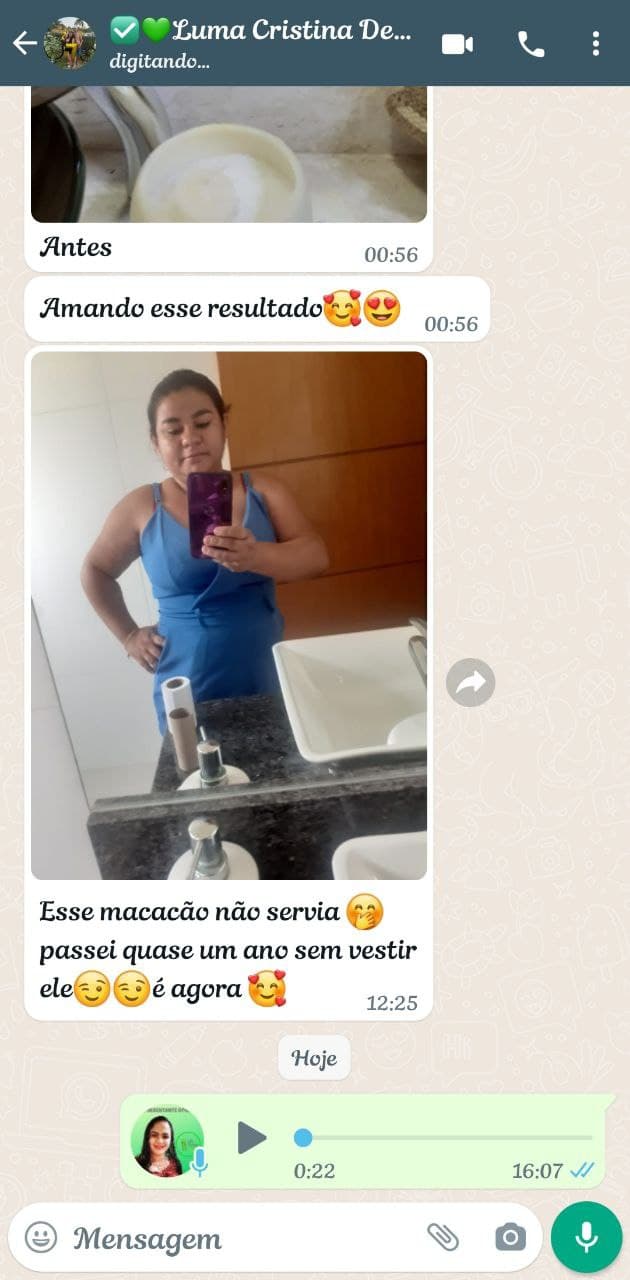 Luma Cristina De...
digitando...
Antes
00:56
Amando esse resultado🥰😍
00:56
Esse macacão não servia 🤭
passei quase um ano sem vestir
ele😉😉é agora 🥰
12:25
Hoje
0:22
16:07
Mensagem